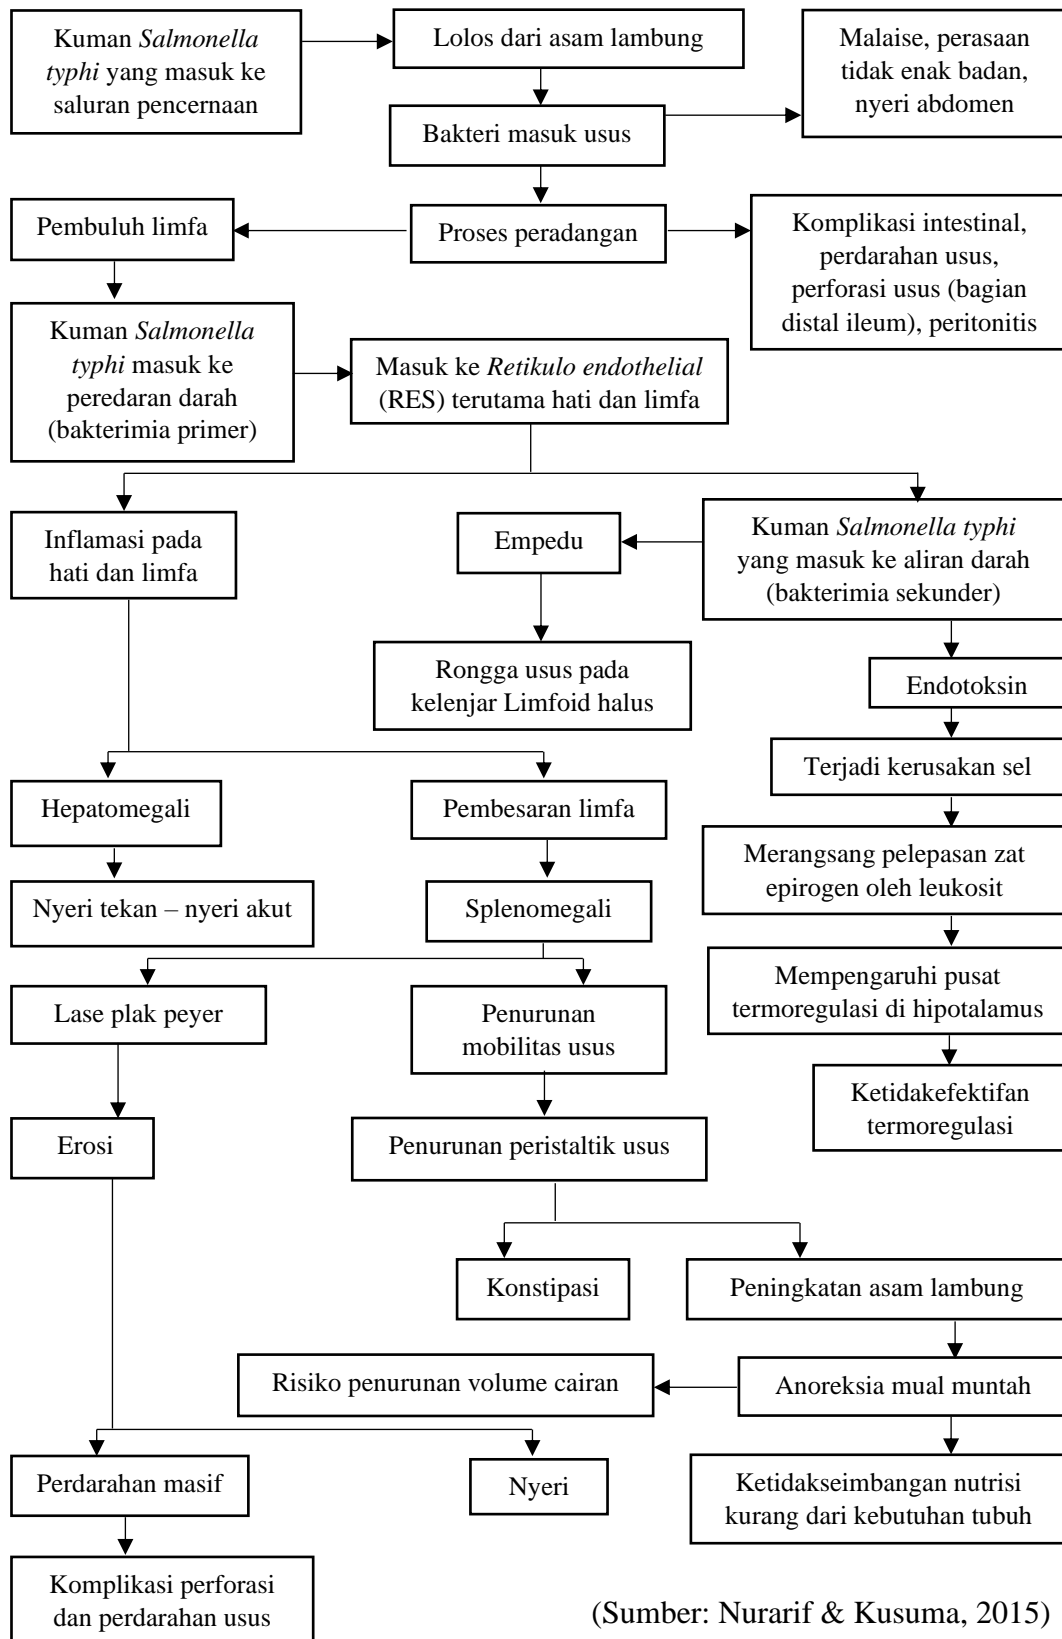 Kuman Salmonella
typhi yang masuk ke
saluran pencernaan
Lolos dari asam lambung
Malaise, perasaan
tidak enak badan,
nyeri abdomen
Bakteri masuk usus
Pembuluh limfa
Proses peradangan
Komplikasi intestinal,
perdarahan usus,
perforasi usus (bagian
distal ileum), peritonitis
Kuman Salmonella
typhi masuk ke
peredaran darah
(bakterimia primer)
Masuk ke Retikulo endothelial
(RES) terutama hati dan limfa
Inflamasi pada
hati dan limfa
Empedu
Kuman Salmonella typhi
yang masuk ke aliran darah
(bakterimia sekunder)
Rongga usus pada
kelenjar Limfoid halus
Endotoksin
Terjadi kerusakan sel
Hepatomegali
Pembesaran limfa
Merangsang pelepasan zat
epirogen oleh leukosit
Nyeri tekan – nyeri akut
Splenomegali
Mempengaruhi pusat
termoregulasi di hipotalamus
Lase plak peyer
Penurunan
mobilitas usus
Ketidakefektifan
termoregulasi
Erosi
Penurunan peristaltik usus
Konstipasi
Peningkatan asam lambung
Risiko penurunan volume cairan
Anoreksia mual muntah
Perdarahan masif
Nyeri
Ketidakseimbangan nutrisi
kurang dari kebutuhan tubuh
Komplikasi perforasi
dan perdarahan usus
(Sumber: Nurarif & Kusuma, 2015)